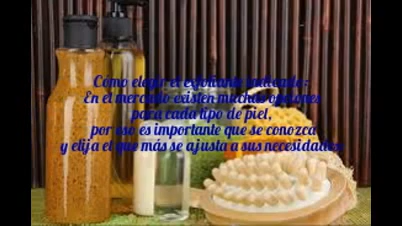 Como elegir el exfoliante indicado:
En el mercado existen muchas opciones
para cada tipo de piel,
por eso es importante que se conozca
y elija el que más se ajusta a sus necesidades.